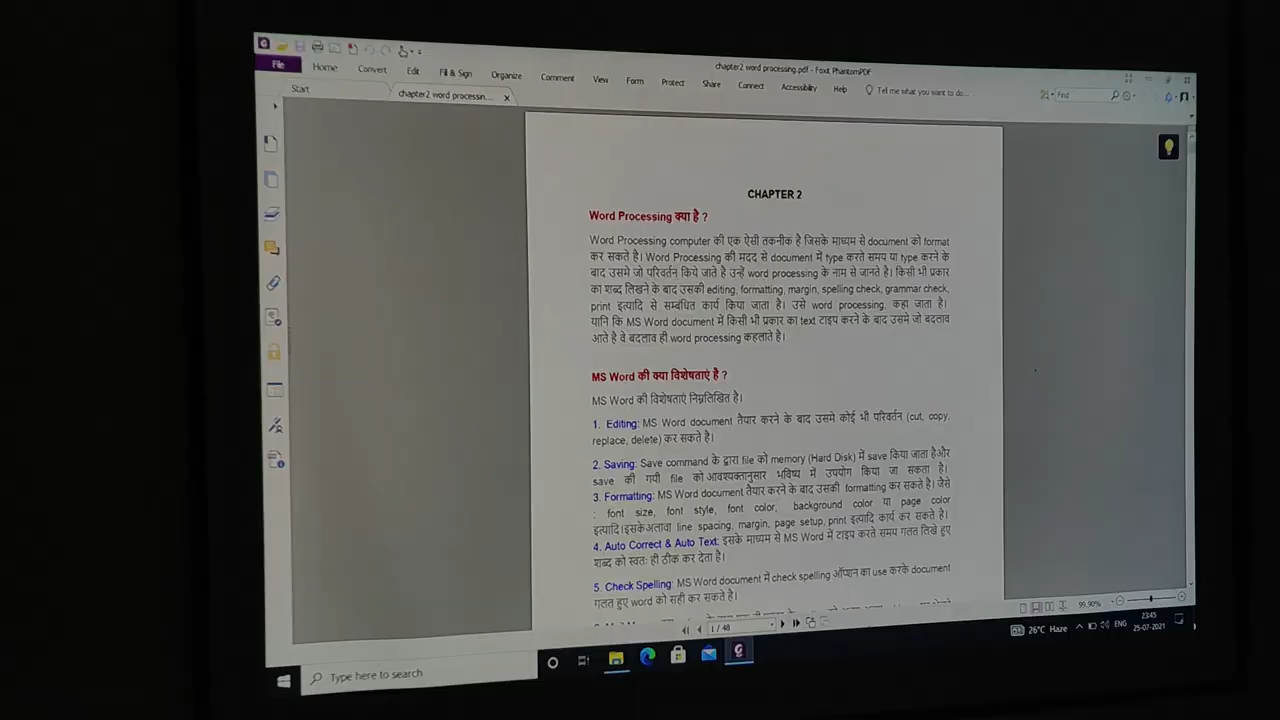 chapter2 word processing.pdf - Foxit PhantomPDF
File Home Convert Edit Fill & Sign Organize Comment View Form Protect Share Connect Accessibility Help Tell me what you want to do... Find
Start chapter2 word processin...
CHAPTER 2
Word Processing क्या है ?
Word Processing computer की एक ऐसी तकनीक है जिसके माध्यम से document को format
कर सकते है। Word Processing की मदद से document में type करते समय या type करने के
बाद उसमे जो परिवर्तन किये जाते है उन्हें word processing के नाम से जानते है। किसी भी प्रकार
का शब्द लिखने के बाद उसकी editing, formatting, margin, spelling check, grammar check,
print इत्यादि से सम्बंधित कार्य किया जाता है। उसे word processing, कहा जाता है।
यानि कि MS Word document में किसी भी प्रकार का text टाइप करने के बाद उसमे जो बदलाव
आते है वे बदलाव ही word processing कहलाते है।
MS Word की क्या विशेषताएं है ?
MS Word की विशेषताएं निम्नलिखित है।
1. Editing: MS Word document तैयार करने के बाद उसमे कोई भी परिवर्तन (cut, copy,
replace, delete) कर सकते है।
2. Saving: Save command के द्वारा file को memory (Hard Disk) में save किया जाता हैऔर
save की गयी file को आवश्यक्तानुसार भविष्य में उपयोग किया जा सकता है।
3. Formatting: MS Word document तैयार करने के बाद उसकी formatting कर सकते है। जैसे
: font size, font style, font color, background color या page color
इत्यादि।इसकेअलावा line spacing, margin, page setup, print इत्यादि कार्य कर सकते है।
4. Auto Correct & Auto Text: इसके माध्यम से MS Word में टाइप करते समय गलत लिखे हुए
शब्द को स्वतः ही ठीक कर देता है।
5. Check Spelling: MS Word document में check spelling ऑप्शन का use करके document
गलत हुए word को सही कर सकते है।
1 / 48
99.90%
Type here to search
26°C Haze ENG 23:45
25-07-2021